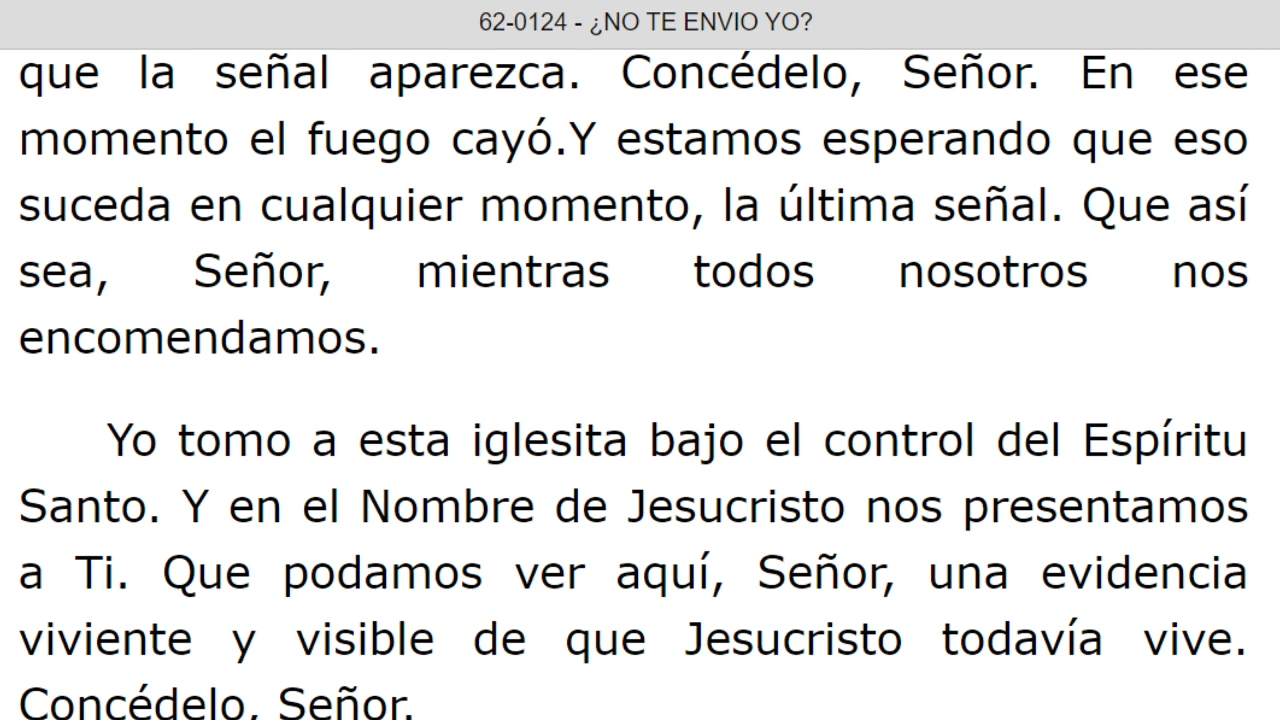 62-0124 - ¿NO TE ENVIO YO?
que la señal aparezca. Concédelo, Señor. En ese
momento el fuego cayó.Y estamos esperando que eso
suceda en cualquier momento, la última señal. Que así
sea, Señor, mientras todos nosotros nos
encomendamos.
Yo tomo a esta iglesita bajo el control del Espíritu
Santo. Y en el Nombre de Jesucristo nos presentamos
a Ti. Que podamos ver aquí, Señor, una evidencia
viviente y visible de que Jesucristo todavía vive.
Concédelo, Señor.